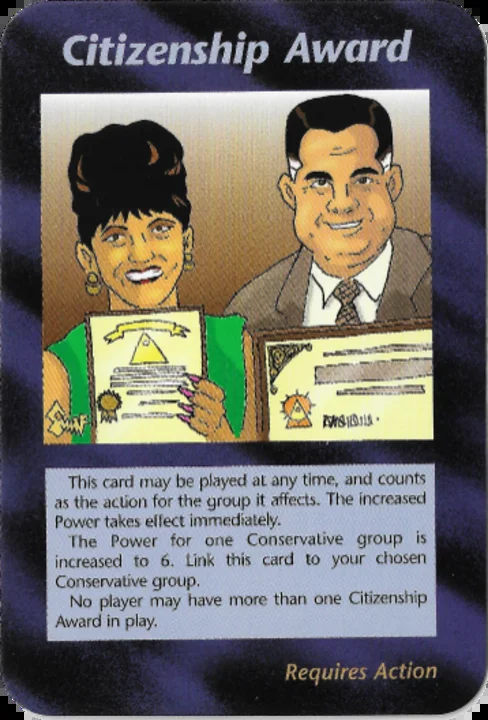 Citizenship Award
This card may be played at any time, and counts
as the action for the group it affects. The increased
Power takes effect immediately.
The Power for one Conservative group is
increased to 6. Link this card to your chosen
Conservative group.
No player may have more than one Citizenship
Award in play.
Requires Action